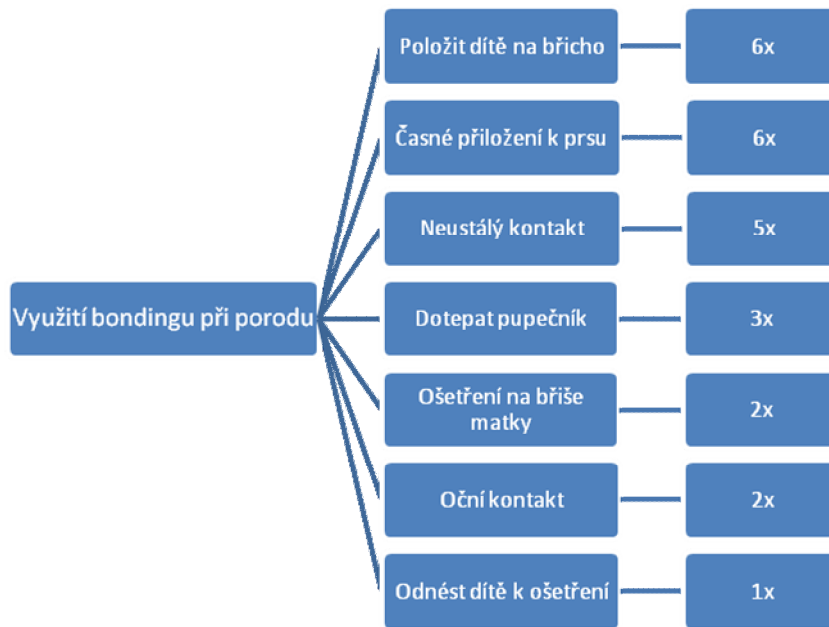 Využití bondingu při porodu
Položit dítě na břicho
6x
Časné přiložení k prsu
6x
Neustálý kontakt
5x
Dotepat pupečník
3x
Ošetření na břiše
matky
2x
Oční kontakt
2x
Odnést dítě k ošetření
1x